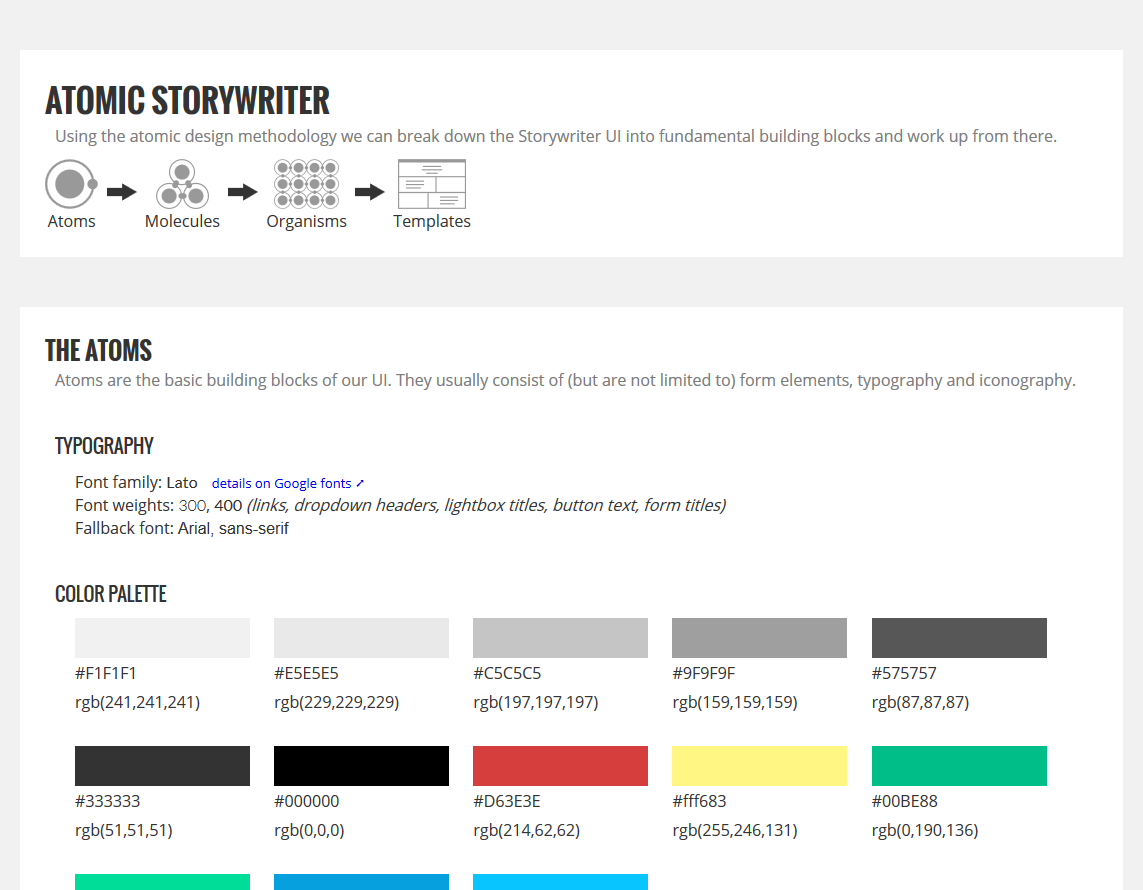 ATOMIC STORYWRITER
Using the atomic design methodology we can break down the Storywriter UI into fundamental building blocks and work up from there.
Atoms Molecules Organisms Templates
THE ATOMS
Atoms are the basic building blocks of our UI. They usually consist of (but are not limited to) form elements, typography and iconography.
TYPOGRAPHY
Font family: Lato details on Google fonts ↗
Font weights: 300, 400 (links, dropdown headers, lightbox titles, button text, form titles)
Fallback font: Arial, sans-serif
COLOR PALETTE
#F1F1F1 #E5E5E5 #C5C5C5 #9F9F9F #575757
rgb(241,241,241) rgb(229,229,229) rgb(197,197,197) rgb(159,159,159) rgb(87,87,87)
#333333 #000000 #D63E3E #fff683 #00BE88
rgb(51,51,51) rgb(0,0,0) rgb(214,62,62) rgb(255,246,131) rgb(0,190,136)